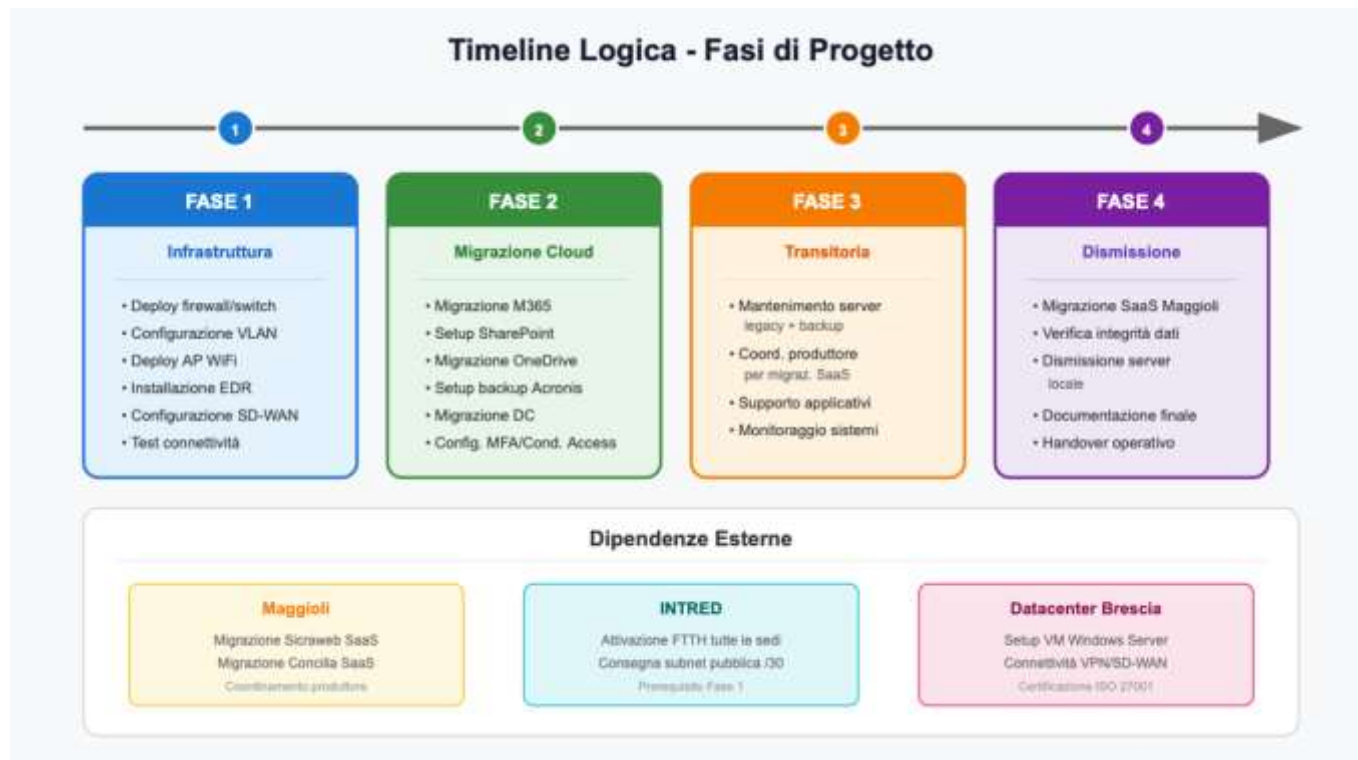 Timeline Logica - Fasi di Progetto
1
2
3
4
FASE 1
Infrastruttura
• Deploy firewall/switch
• Configurazione VLAN
• Deploy AP WiFi
• Installazione EDR
• Configurazione SD-WAN
• Test connettività
FASE 2
Migrazione Cloud
• Migrazione M365
• Setup SharePoint
• Migrazione OneDrive
• Setup backup Acronis
• Migrazione DC
• Config. MFA/Cond. Access
FASE 3
Transitoria
• Mantenimento server
legacy + backup
• Coord. produttore
per migraz. SaaS
• Supporto applicativi
• Monitoraggio sistemi
FASE 4
Dismissione
• Migrazione SaaS Maggioli
• Verifica integrità dati
• Dismissione server
locale
• Documentazione finale
• Handover operativo
Dipendenze Esterne
Maggioli
Migrazione Sicraweb SaaS
Migrazione Concilia SaaS
Coordinamento produttore
INTRED
Attivazione FTTH tutte le sedi
Consegna subnet pubblica /30
Prerequisito Fase 1
Datacenter Brescia
Setup VM Windows Server
Connettività VPN/SD-WAN
Certificazione ISO 27001